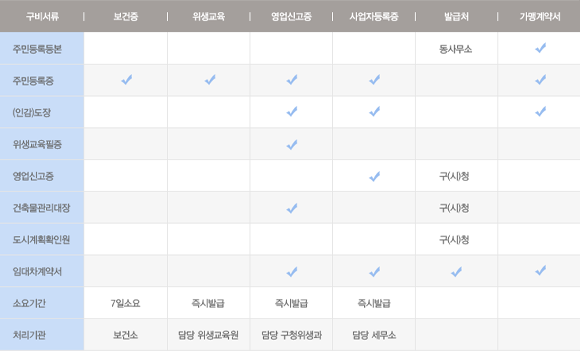 구비서류 보건증 위생교육 영업신고증 사업자등록증 발급처 가맹계약서
주민등록등본 동사무소
주민등록증
(인감)도장
위생교육필증
영업신고증 구(시)청
건축물관리대장 구(시)청
도시계획확인원 구(시)청
임대차계약서
소요기간 7일소요 즉시발급 즉시발급 즉시발급
처리기관 보건소 담당 위생교육원 담당 구청위생과 담당 세무소